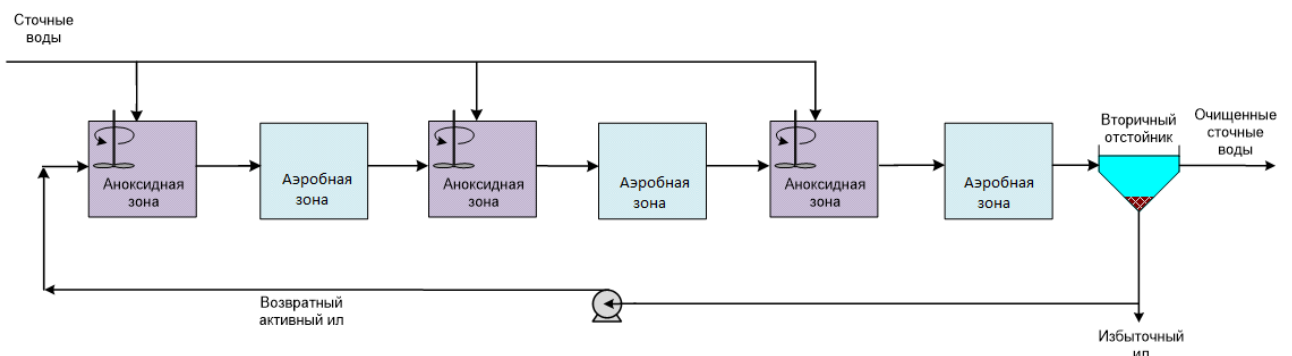 Сточные
воды
Аноксидная
зона
Аэробная
зона
Аноксидная
зона
Аэробная
зона
Аноксидная
зона
Аэробная
зона
Вторичный
отстойник
Очищенные
сточные
воды
Возвратный
активный ил
Избыточный
ил